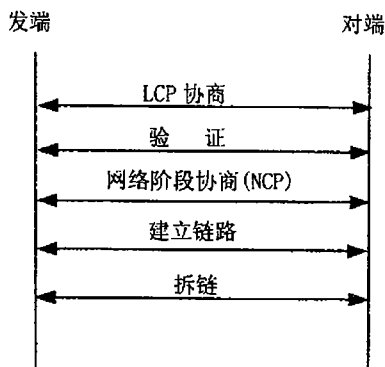 发端 对端
LCP 协商
验 证
网络阶段协商(NCP)
建立链路
拆链